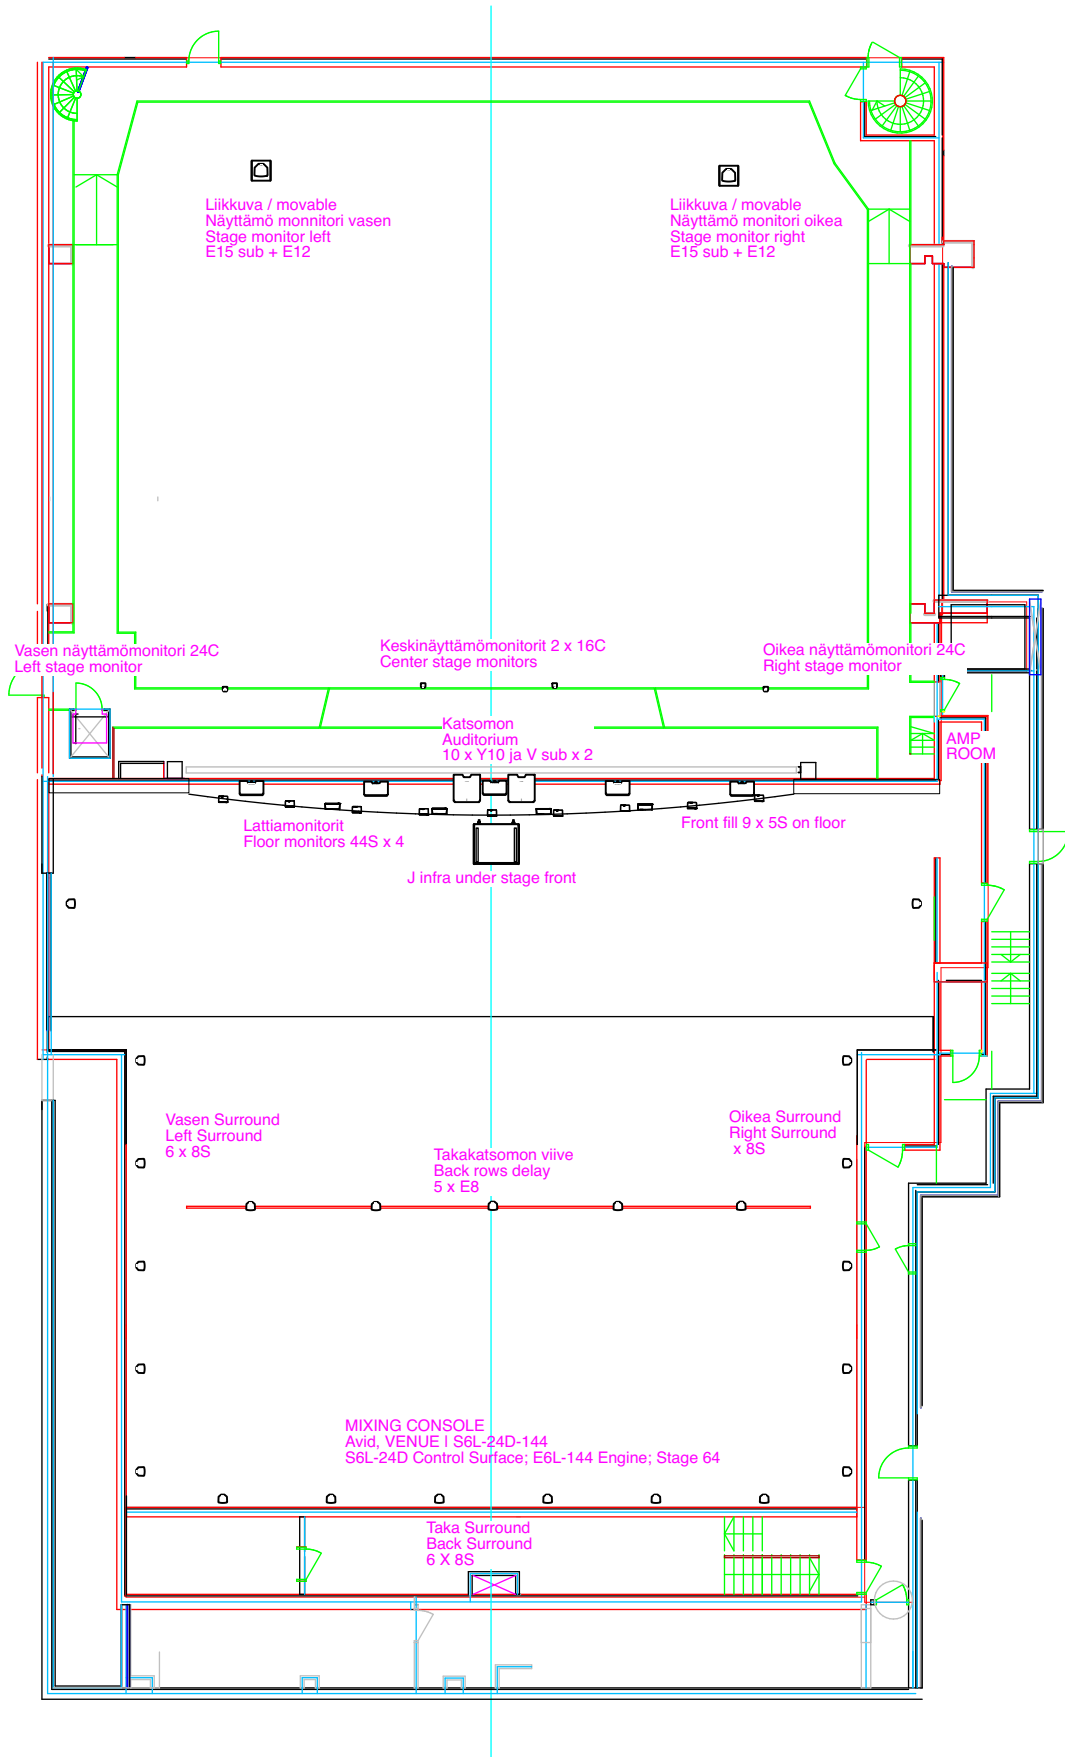 Liikkuva / movable
Näyttämö monnitori vasen
Stage monitor left
E15 sub + E12
Liikkuva / movable
Näyttämö monitori oikea
Stage monitor right
E15 sub + E12
Vasen näyttämömonitori 24C
Left stage monitor
Keskinäyttämömonitorit 2 x 16C
Center stage monitors
Oikea näyttämömonitori 24C
Right stage monitor
Katsomon
Auditorium
10 x Y10 ja V sub x 2
AMP
ROOM
Lattiamonitorit
Floor monitors 44S x 4
Front fill 9 x 5S on floor
J infra under stage front
Vasen Surround
Left Surround
6 x 8S
Oikea Surround
Right Surround
x 8S
Takakatsomon viive
Back rows delay
5 x E8
MIXING CONSOLE
Avid, VENUE I S6L-24D-144
S6L-24D Control Surface; E6L-144 Engine; Stage 64
Taka Surround
Back Surround
6 X 8S